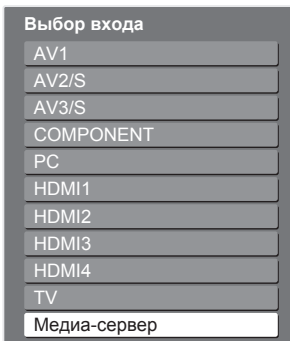 Выбор входа
AV1
AV2/S
AV3/S
COMPONENT
PC
HDMI1
HDMI2
HDMI3
HDMI4
TV
Медиа-сервер